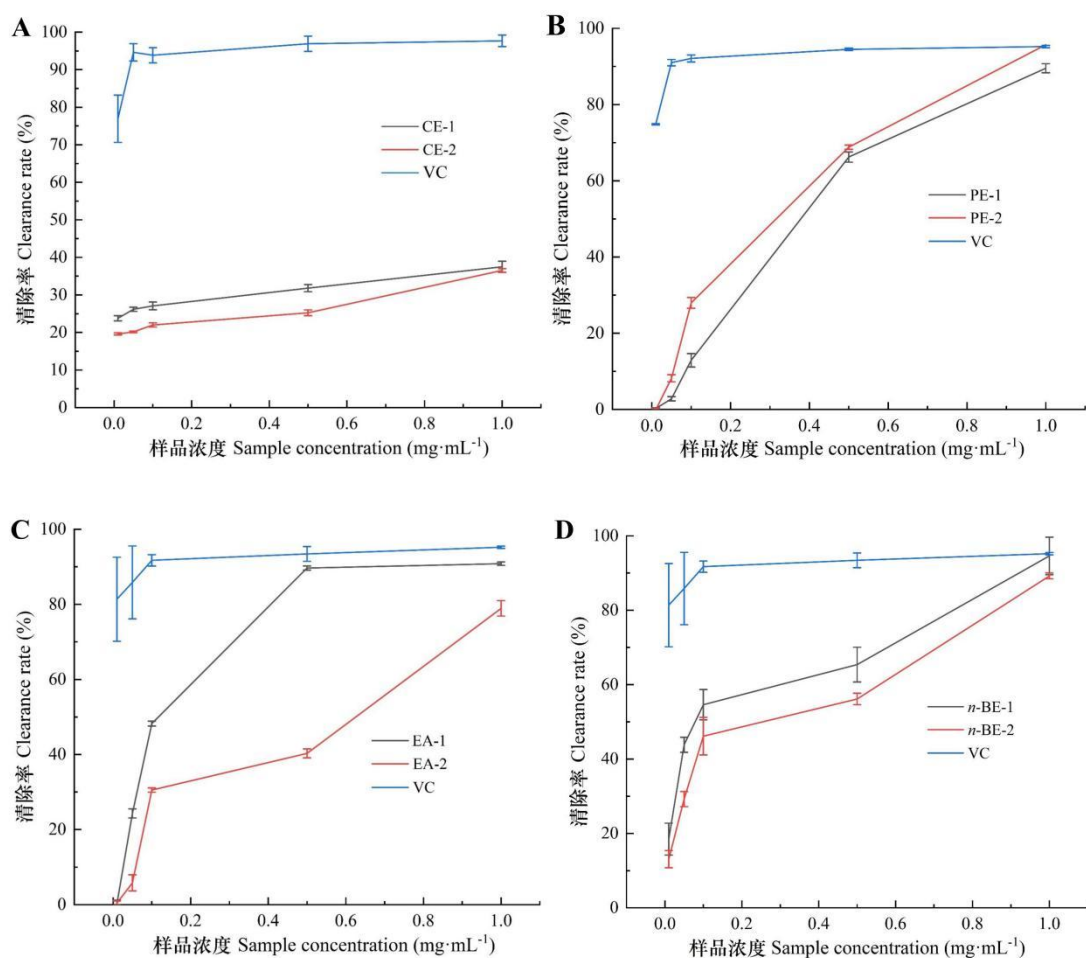 A
清除率 Clearance rate (%)
100
90
80
70
60
50
40
30
20
10
0
CE-1
CE-2
VC
0.0 0.2 0.4 0.6 0.8 1.0
样品浓度 Sample concentration (mg·mL⁻¹)
B
清除率 Clearance rate (%)
100
80
60
40
20
0
PE-1
PE-2
VC
0.0 0.2 0.4 0.6 0.8 1.0
样品浓度 Sample concentration (mg·mL⁻¹)
C
清除率 Clearance rate (%)
100
80
60
40
20
0
EA-1
EA-2
VC
0.0 0.2 0.4 0.6 0.8 1.0
样品浓度 Sample concentration (mg·mL⁻¹)
D
清除率 Clearance rate (%)
100
80
60
40
20
0
n-BE-1
n-BE-2
VC
0.0 0.2 0.4 0.6 0.8 1.0
样品浓度 Sample concentration (mg·mL⁻¹)